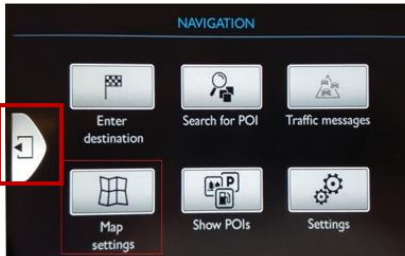 NAVIGATION
Enter
destination
Search for POI
Traffic messages
P
Map
settings
Show POIs
Settings